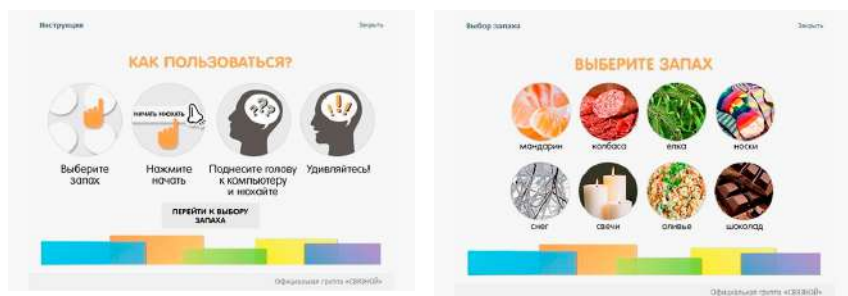 Инструкция
Закрыть
КАК ПОЛЬЗОВАТЬСЯ?
НАЧАТЬ НЮХАТЬ
???
!!!
Выберите
запах
Нажмите
начать
Поднесите голову
к компьютеру
и нюхайте
Удивляйтесь!
ПЕРЕЙТИ К ВЫБОРУ
ЗАПАХА
Официальная группа «СВЯЗНОЙ»
Выбор запаха
Закрыть
ВЫБЕРИТЕ ЗАПАХ
мандарин
колбаса
елка
носки
снег
свечи
оливье
шоколад
Официальная группа «СВЯЗНОЙ»